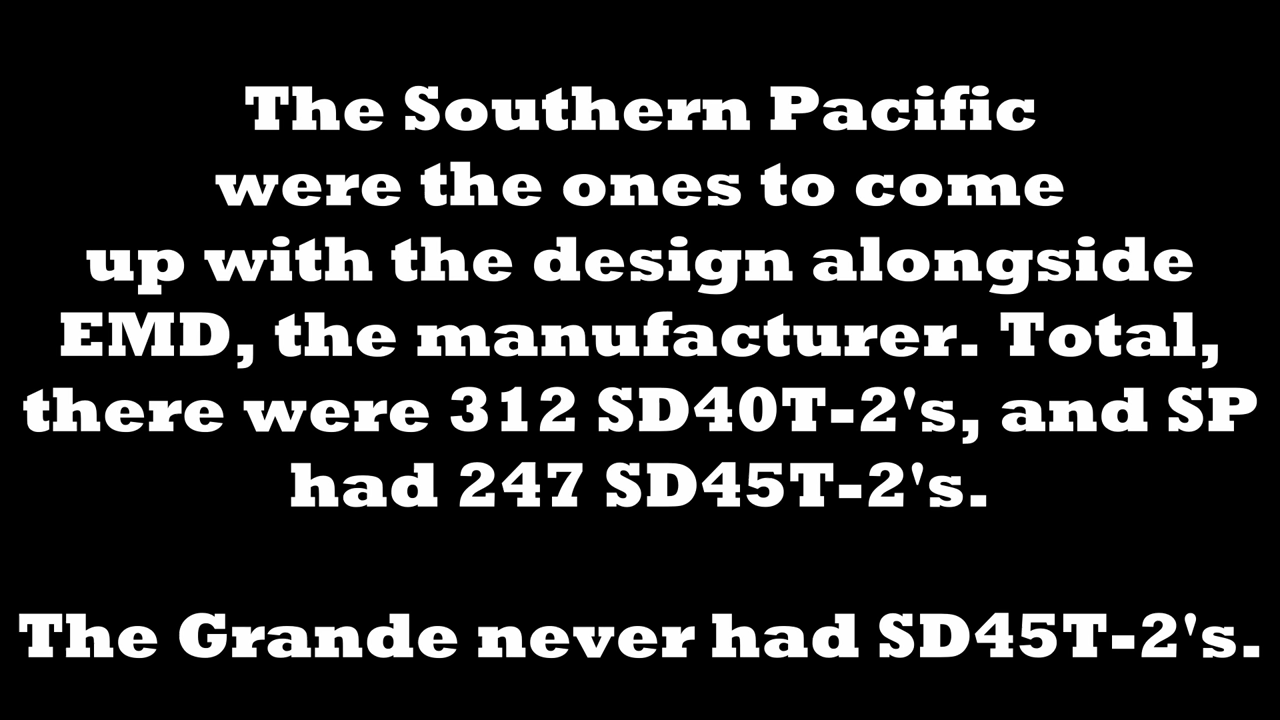 The Southern Pacific
were the ones to come
up with the design alongside
EMD, the manufacturer. Total,
there were 312 SD40T-2's, and SP
had 247 SD45T-2's.
The Grande never had SD45T-2's.